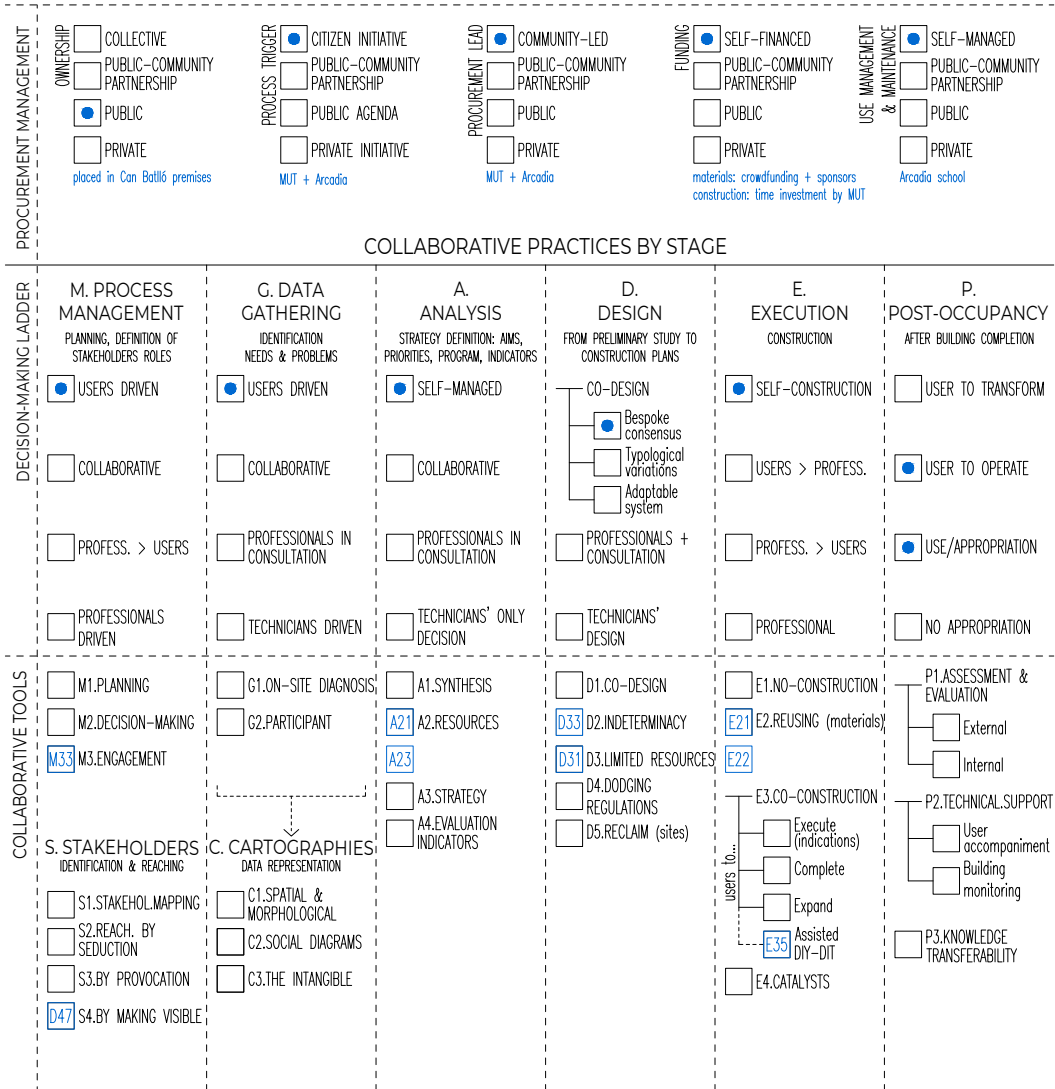 PROCUREMENT MANAGEMENT
OWNERSHIP
COLLECTIVE
PUBLIC-COMMUNITY
PARTNERSHIP
PUBLIC
PRIVATE
placed in Can Batlló premises
PROCESS TRIGGER
CITIZEN INITIATIVE
PUBLIC-COMMUNITY
PARTNERSHIP
PUBLIC AGENDA
PRIVATE INITIATIVE
MUT + Arcadia
PROCUREMENT LEAD
COMMUNITY-LED
PUBLIC-COMMUNITY
PARTNERSHIP
PUBLIC
PRIVATE
MUT + Arcadia
FUNDING
SELF-FINANCED
PUBLIC-COMMUNITY
PARTNERSHIP
PUBLIC
PRIVATE
materials: crowdfunding + sponsors
construction: time investment by MUT
USE MANAGEMENT
& MAINTENANCE
SELF-MANAGED
PUBLIC-COMMUNITY
PARTNERSHIP
PUBLIC
PRIVATE
Arcadia school
COLLABORATIVE PRACTICES BY STAGE
DECISION-MAKING LADDER
M. PROCESS
MANAGEMENT
PLANNING, DEFINITION OF
STAKEHOLDERS ROLES
USERS DRIVEN
COLLABORATIVE
PROFESS. > USERS
PROFESSIONALS
DRIVEN
G. DATA
GATHERING
IDENTIFICATION
NEEDS & PROBLEMS
USERS DRIVEN
COLLABORATIVE
PROFESSIONALS IN
CONSULTATION
TECHNICIANS DRIVEN
A.
ANALYSIS
STRATEGY DEFINITION: AIMS,
PRIORITIES, PROGRAM, INDICATORS
SELF-MANAGED
COLLABORATIVE
PROFESSIONALS IN
CONSULTATION
TECHNICIANS' ONLY
DECISION
D.
DESIGN
FROM PRELIMINARY STUDY TO
CONSTRUCTION PLANS
CO-DESIGN
Bespoke
consensus
Typological
variations
Adaptable
system
PROFESSIONALS +
CONSULTATION
TECHNICIANS'
DESIGN
E.
EXECUTION
CONSTRUCTION
SELF-CONSTRUCTION
USERS > PROFESS.
PROFESS. > USERS
PROFESSIONAL
P.
POST-OCCUPANCY
AFTER BUILDING COMPLETION
USER TO TRANSFORM
USER TO OPERATE
USE/APPROPRIATION
NO APPROPRIATION
COLLABORATIVE TOOLS
M1.PLANNING
M2.DECISION-MAKING
M33 M3.ENGAGEMENT
S. STAKEHOLDERS
IDENTIFICATION & REACHING
S1.STAKEHOL.MAPPING
S2.REACH. BY
SEDUCTION
S3.BY PROVOCATION
D47 S4.BY MAKING VISIBLE
G1.ON-SITE DIAGNOSIS
G2.PARTICIPANT
C. CARTOGRAPHIES
DATA REPRESENTATION
C1.SPATIAL &
MORPHOLOGICAL
C2.SOCIAL DIAGRAMS
C3.THE INTANGIBLE
A1.SYNTHESIS
A21 A2.RESOURCES
A23
A3.STRATEGY
A4.EVALUATION
INDICATORS
D1.CO-DESIGN
D33 D2.INDETERMINACY
D31 D3.LIMITED RESOURCES
D4.DODGING
REGULATIONS
D5.RECLAIM (sites)
E1.NO-CONSTRUCTION
E21 E2.REUSING (materials)
E22
E3.CO-CONSTRUCTION
users to...
Execute
(indications)
Complete
Expand
E35 Assisted
DIY-DIT
E4.CATALYSTS
P1.ASSESSMENT &
EVALUATION
External
Internal
P2.TECHNICAL.SUPPORT
User
accompaniment
Building
monitoring
P3.KNOWLEDGE
TRANSFERABILITY